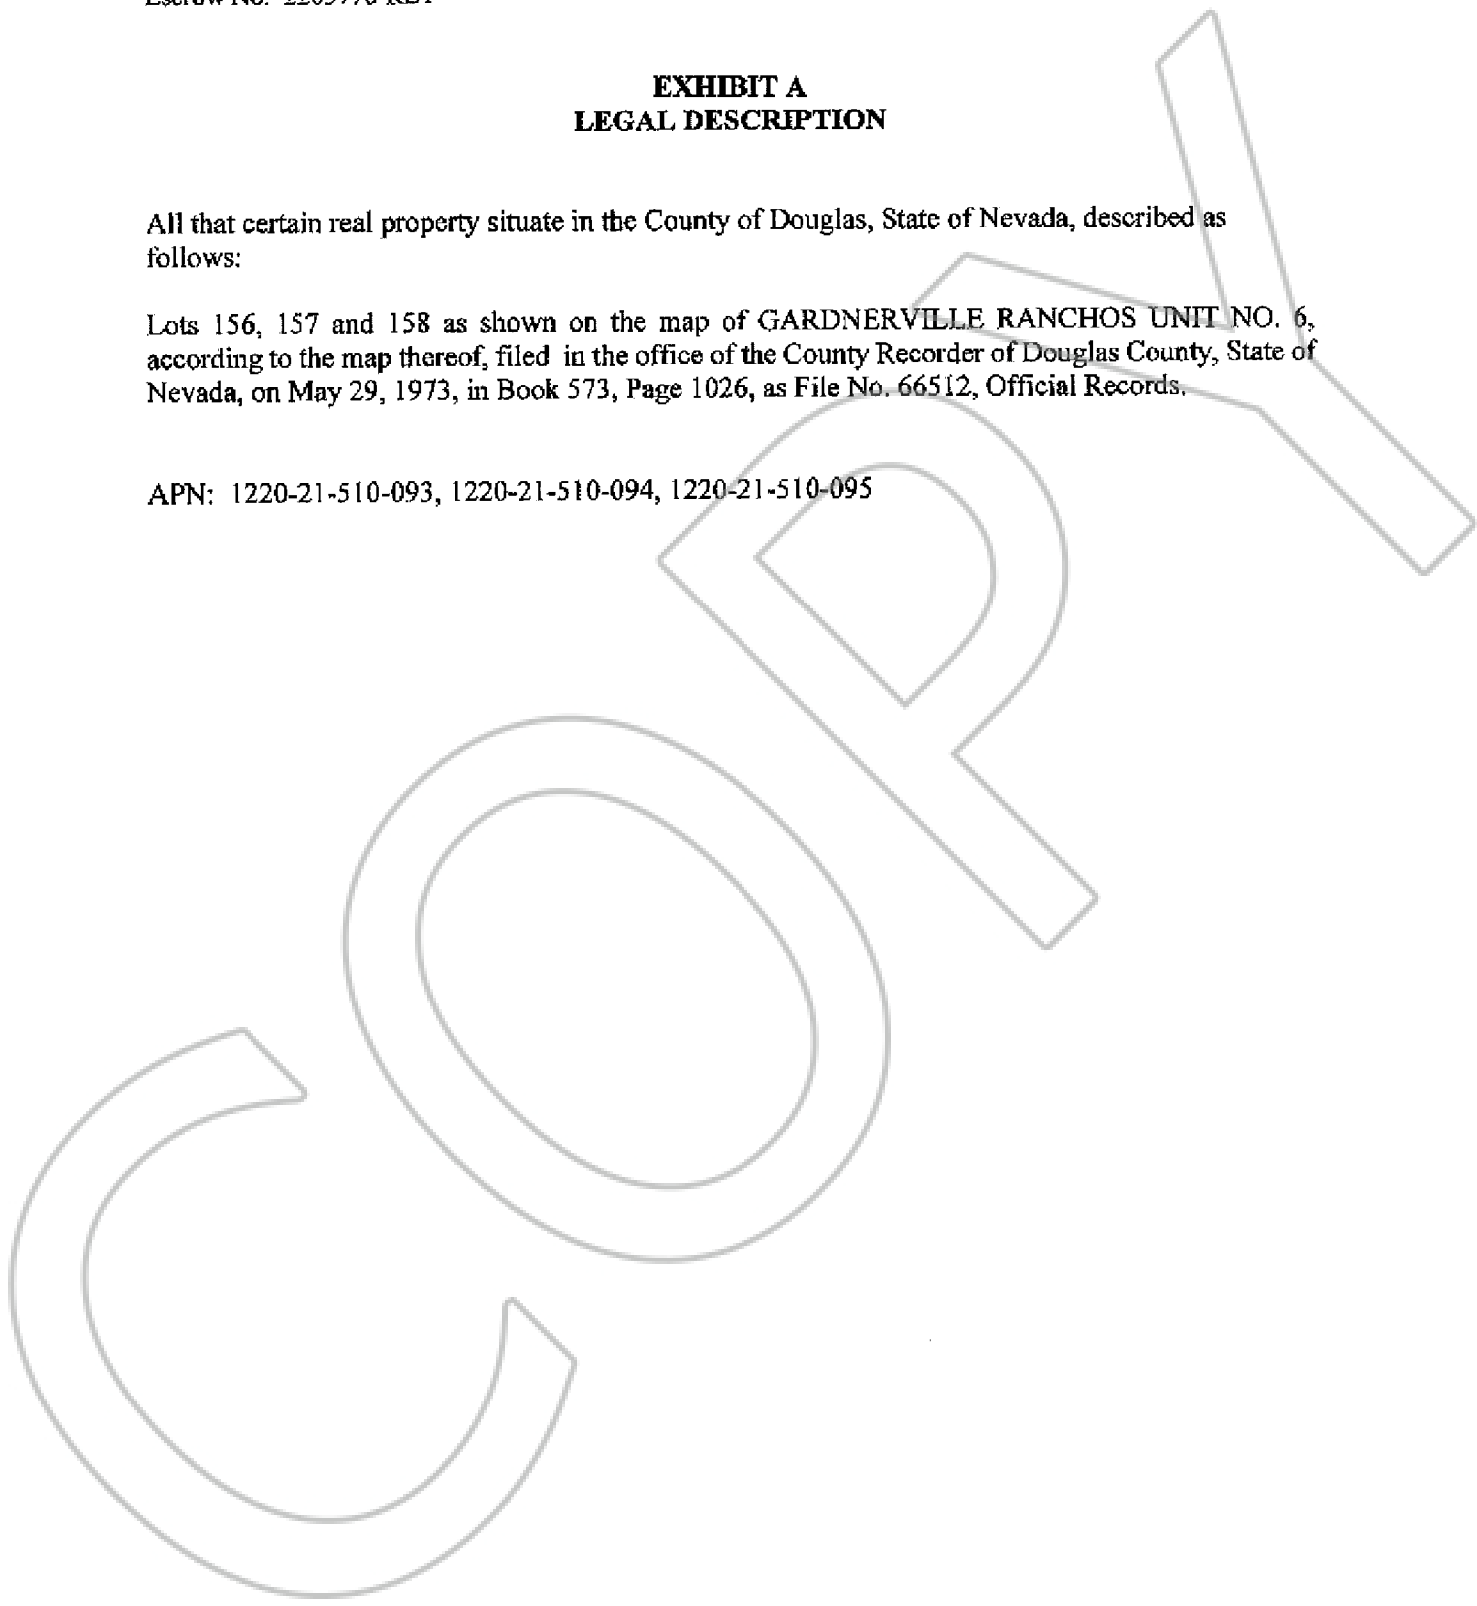 Escrow No.
EXHIBIT A
LEGAL DESCRIPTION
All that certain real property situate in the County of Douglas, State of Nevada, described as
follows:
Lots 156, 157 and 158 as shown on the map of GARDNERVILLE RANCHOS UNIT NO. 6,
according to the map thereof, filed in the office of the County Recorder of Douglas County, State of
Nevada, on May 29, 1973, in Book 573, Page 1026, as File No. 66512, Official Records.
APN: 1220-21-510-093, 1220-21-510-094, 1220-21-510-095
COPY